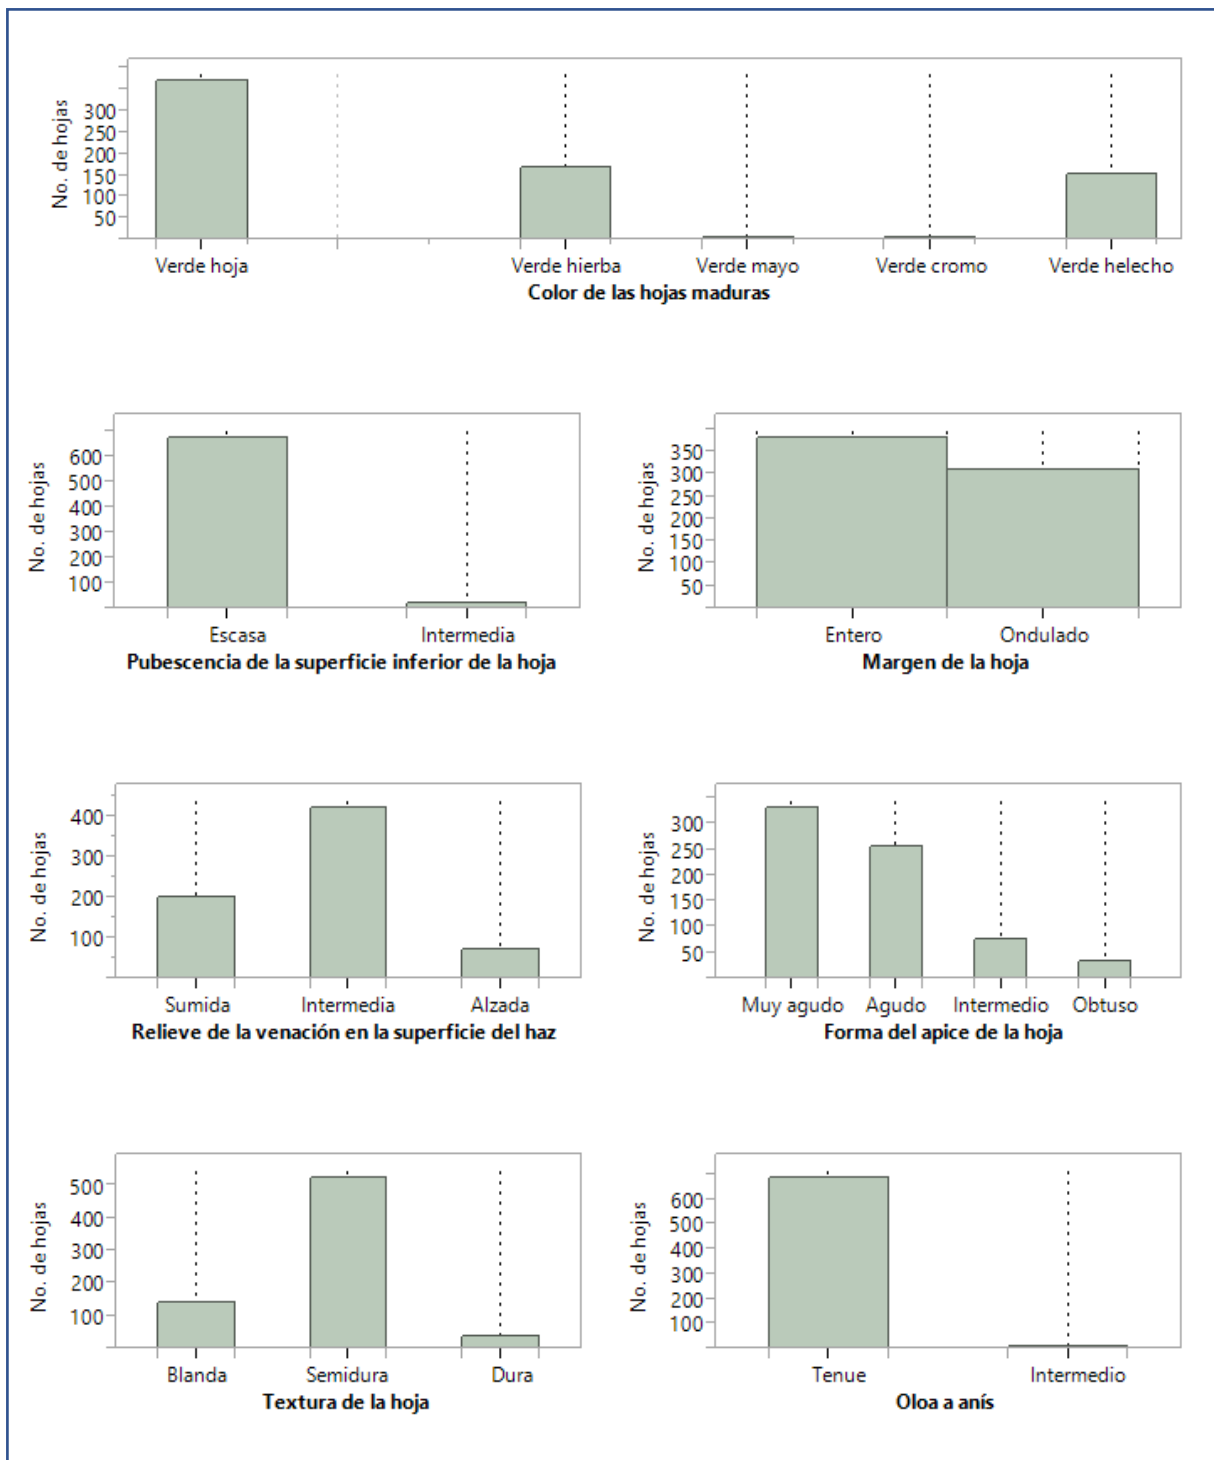 No. de hojas
300
250
200
150
100
50
Verde hoja Verde hierba Verde mayo Verde cromo Verde helecho
Color de las hojas maduras
No. de hojas
600
500
400
300
200
100
Escasa Intermedia
Pubescencia de la superficie inferior de la hoja
No. de hojas
350
300
250
200
150
100
50
Entero Ondulado
Margen de la hoja
No. de hojas
400
300
200
100
Sumida Intermedia Alzada
Relieve de la venación en la superficie del haz
No. de hojas
300
250
200
150
100
50
Muy agudo Agudo Intermedio Obtuso
Forma del apice de la hoja
No. de hojas
500
400
300
200
100
Blanda Semidura Dura
Textura de la hoja
No. de hojas
600
500
400
300
200
100
Tenue Intermedio
Oloa a anís